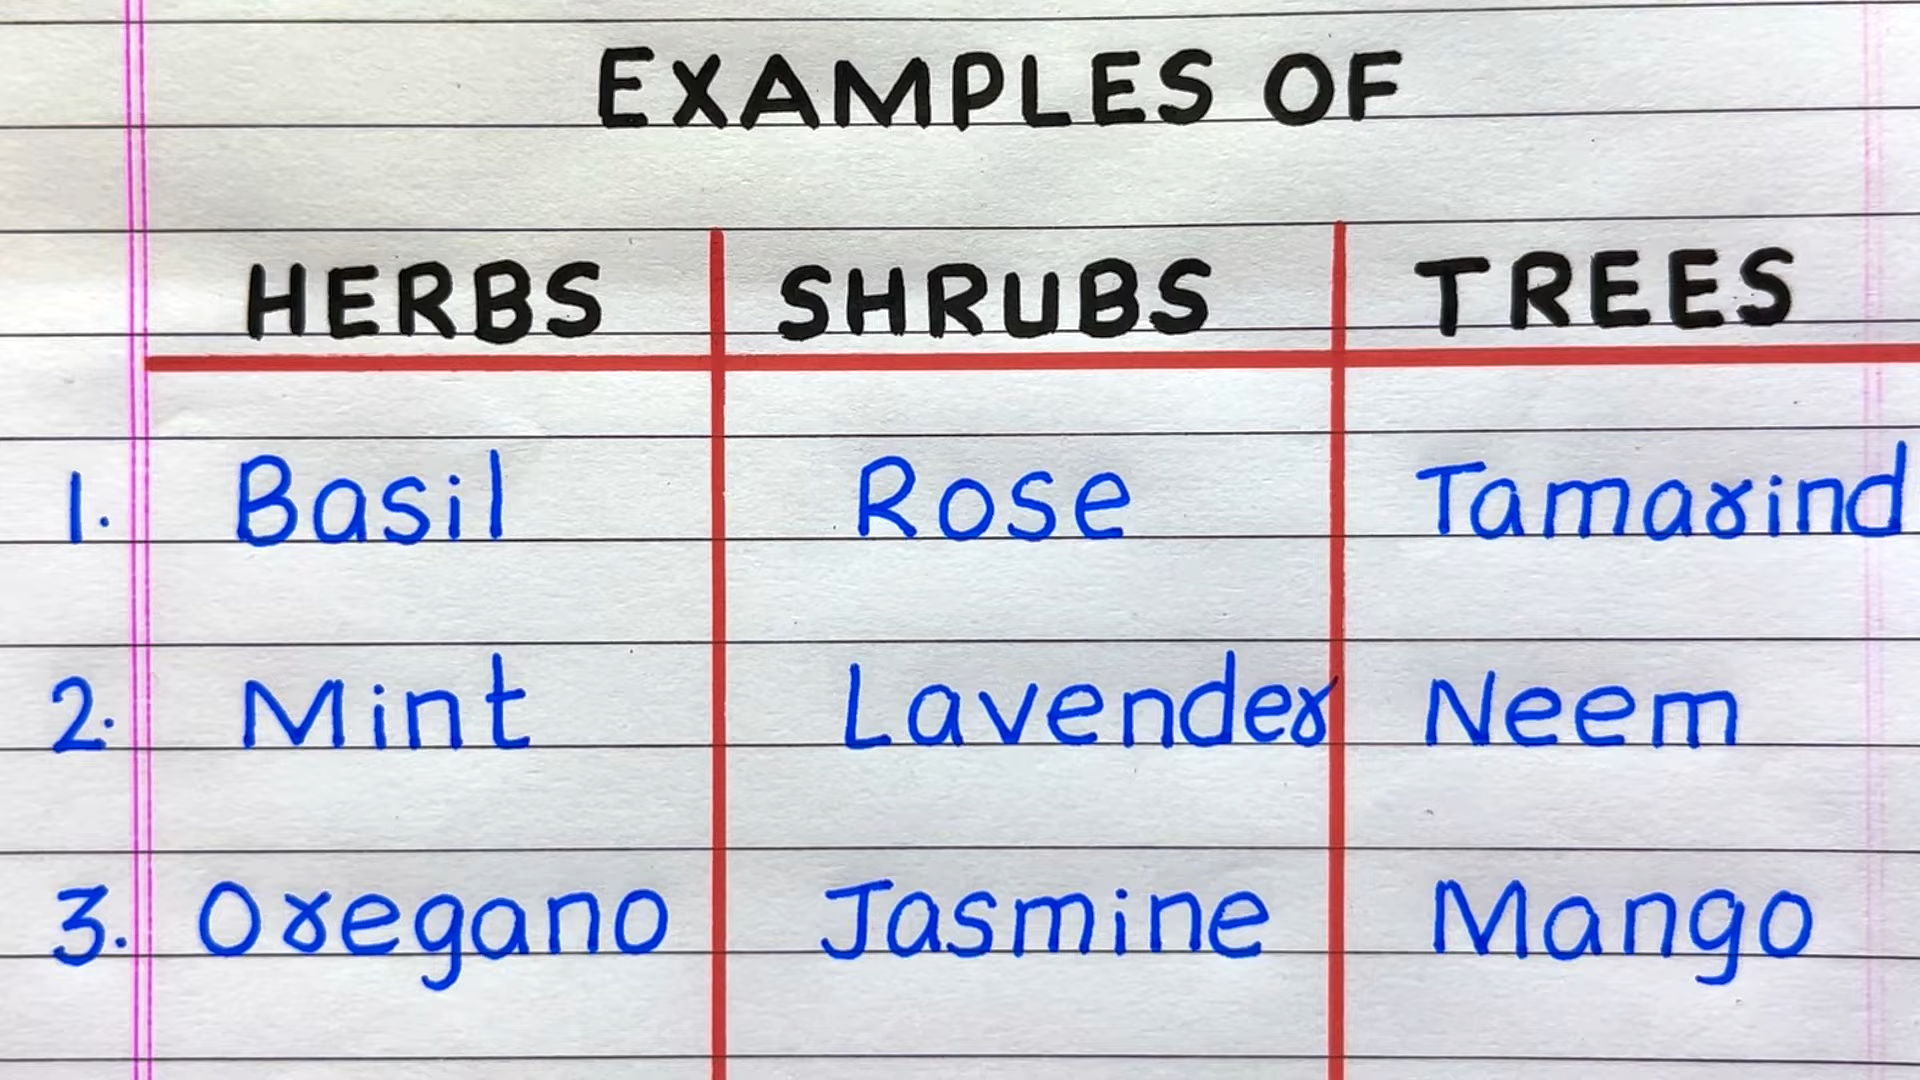 EXAMPLES OF
HERBS SHRUBS TREES
1. Basil Rose Tamarind
2. Mint Lavender Neem
3. Oregano Jasmine Mango